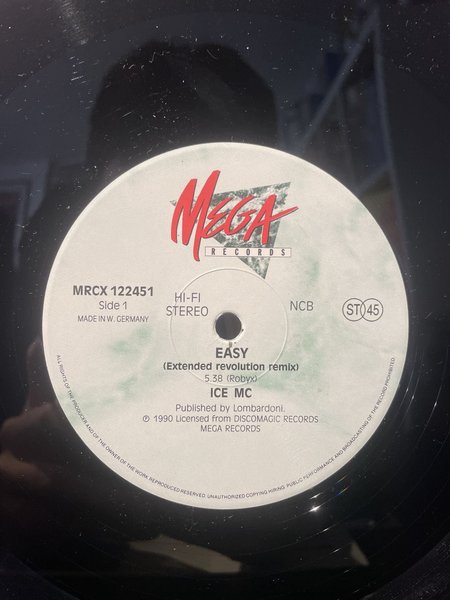 MEGA
RECORDS
MRCX 122451
Side 1
MADE IN W. GERMANY
HI-FI
STEREO
NCB
ST 45
EASY
(Extended revolution remix)
5.38 (Robyx)
ICE MC
Published by Lombardoni.
℗ 1990 Licensed from DISCOMAGIC RECORDS
MEGA RECORDS
ALL RIGHTS OF THE PRODUCER AND OF THE OWNER OF THE WORK REPRODUCED RESERVED. UNAUTHORIZED COPYING HIRING. PUBLIC PERFORMANCE AND BROADCASTING OF THE RECORD PROHIBITED